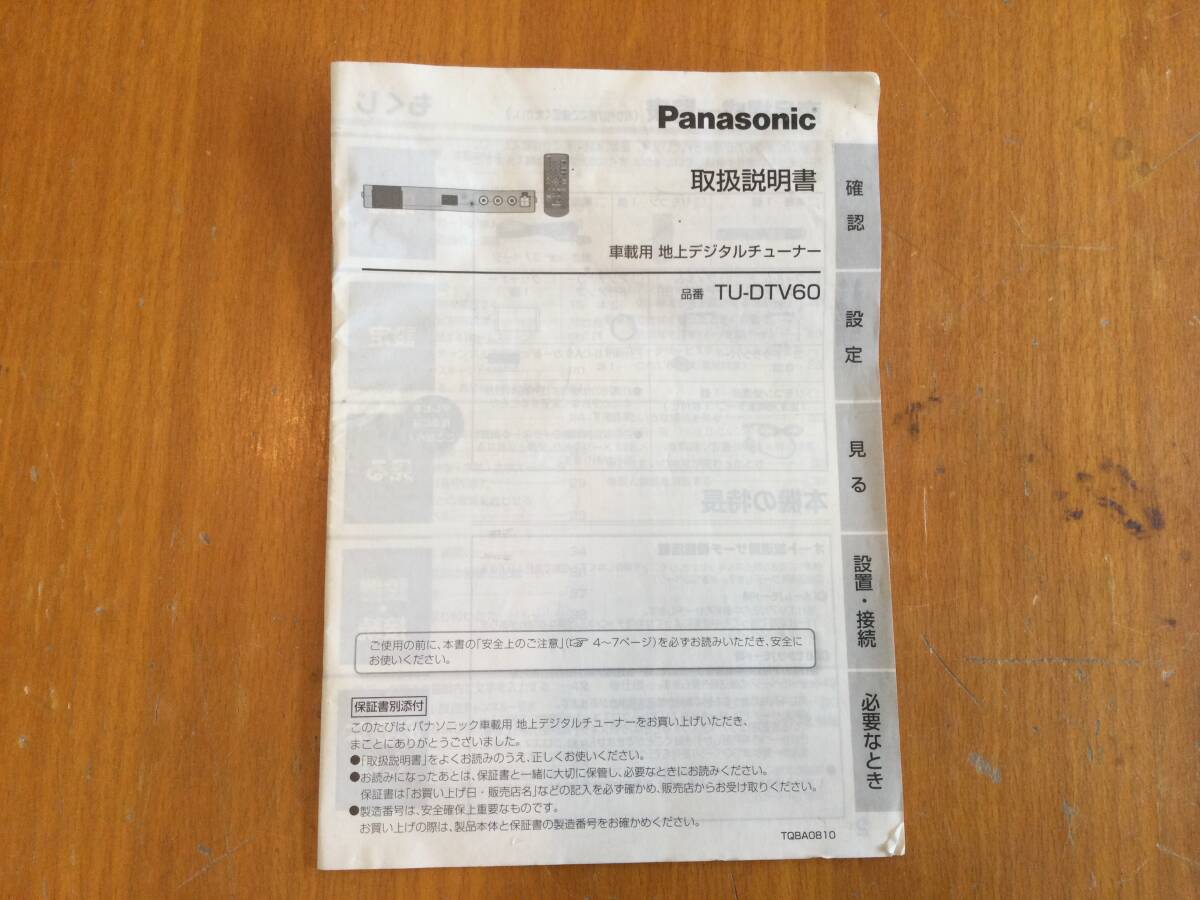 Panasonic
取扱説明書
車載用 地上デジタルチューナー
品番 TU-DTV60
確認
設定
見る
設置・接続
必要なとき
ご使用の前に、本書の「安全上のご注意」(☞ 4〜7ページ)を必ずお読みいただき、安全に
お使いください。
保証書別添付
このたびは、パナソニック車載用 地上デジタルチューナーをお買い上げいただき、
まことにありがとうございました。
●「取扱説明書」をよくお読みのうえ、正しくお使いください。
●お読みになったあとは、保証書と一緒に大切に保管し、必要なときにお読みください。
保証書は「お買い上げ日・販売店名」などの記入を必ず確かめ、販売店からお受け取りください。
●製造番号は、安全確保上重要なものです。
お買い上げの際は、製品本体と保証書の製造番号をお確かめください。
TQBA0810
もくじ
本機の特長